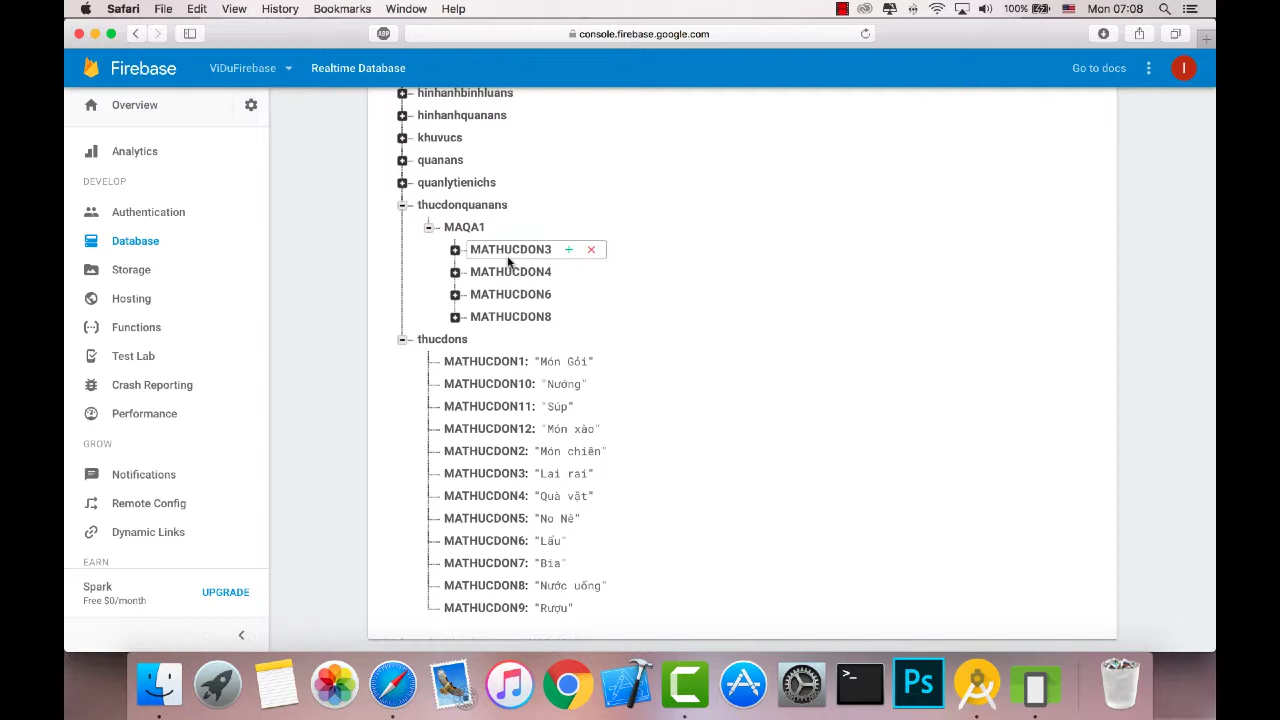 Safari File Edit View History Bookmarks Window Help 100% Mon 07:08
ABP console.firebase.google.com
Firebase ViDuFirebase Realtime Database Go to docs I
Overview
Analytics
DEVELOP
Authentication
Database
Storage
Hosting
Functions
Test Lab
Crash Reporting
Performance
GROW
Notifications
Remote Config
Dynamic Links
EARN
Spark
Free $0/month
UPGRADE
hinhanhbinhluans
hinhanhquanans
khuvucs
quanans
quanlytienichs
thucdonquanans
MAQA1
MATHUCDON3
MATHUCDON4
MATHUCDON6
MATHUCDON8
thucdons
MATHUCDON1: "Món Gỏi"
MATHUCDON10: "Nướng"
MATHUCDON11: "Súp"
MATHUCDON12: "Món xào"
MATHUCDON2: "Món chiên"
MATHUCDON3: "Lai rai"
MATHUCDON4: "Quà vặt"
MATHUCDON5: "No Nê"
MATHUCDON6: "Lẩu"
MATHUCDON7: "Bia"
MATHUCDON8: "Nước uống"
MATHUCDON9: "Rượu"
Ps